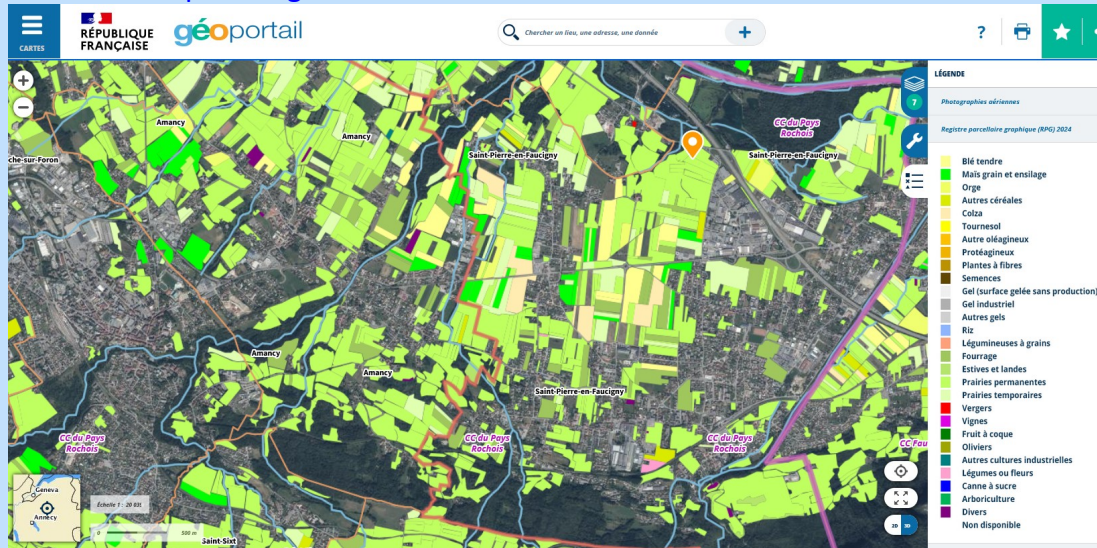 CARTES
RÉPUBLIQUE
FRANÇAISE
géoportail
Chercher un lieu, une adresse, une donnée
+
?
+
−
7
Amancy
Amancy
che-sur-Foron
Saint-Pierre-en-Faucigny
CC du Pays
Rochois
Saint-Pierre-en-Faucigny
Amancy
Amancy
Saint-Pierre-en-Faucigny
CC du Pays
Rochois
CC du Pays
Rochois
CC du Pays
Rochois
CC Fau
Geneva
Annecy
Échelle 1 : 20 03
0
500 m
Saint-Sixt
2D
3D
LÉGENDE
Photographies aériennes
Registre parcellaire graphique (RPG) 2024
Blé tendre
Maïs grain et ensilage
Orge
Autres céréales
Colza
Tournesol
Autre oléagineux
Protéagineux
Plantes à fibres
Semences
Gel (surface gelée sans production)
Gel industriel
Autres gels
Riz
Légumineuses à grains
Fourrage
Estives et landes
Prairies permanentes
Prairies temporaires
Vergers
Vignes
Fruit à coque
Oliviers
Autres cultures industrielles
Légumes ou fleurs
Canne à sucre
Arboriculture
Divers
Non disponible